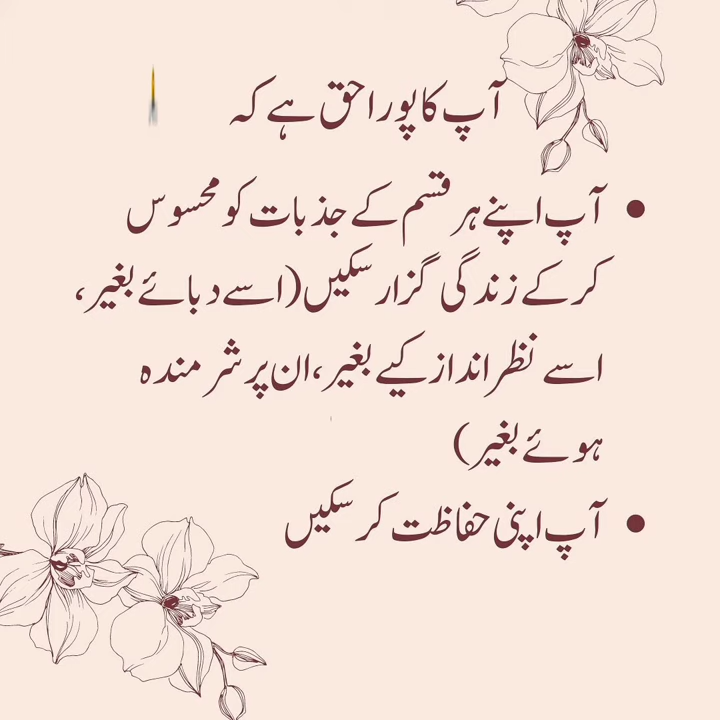 آپ کا پورا حق ہے کہ
• آپ اپنے ہر قسم کے جذبات کو محسوس
کر کے زندگی گزار سکیں (اسے دبائے بغیر،
اسے نظر انداز کیے بغیر، ان پر شرمندہ
ہوئے بغیر)
• آپ اپنی حفاظت کر سکیں